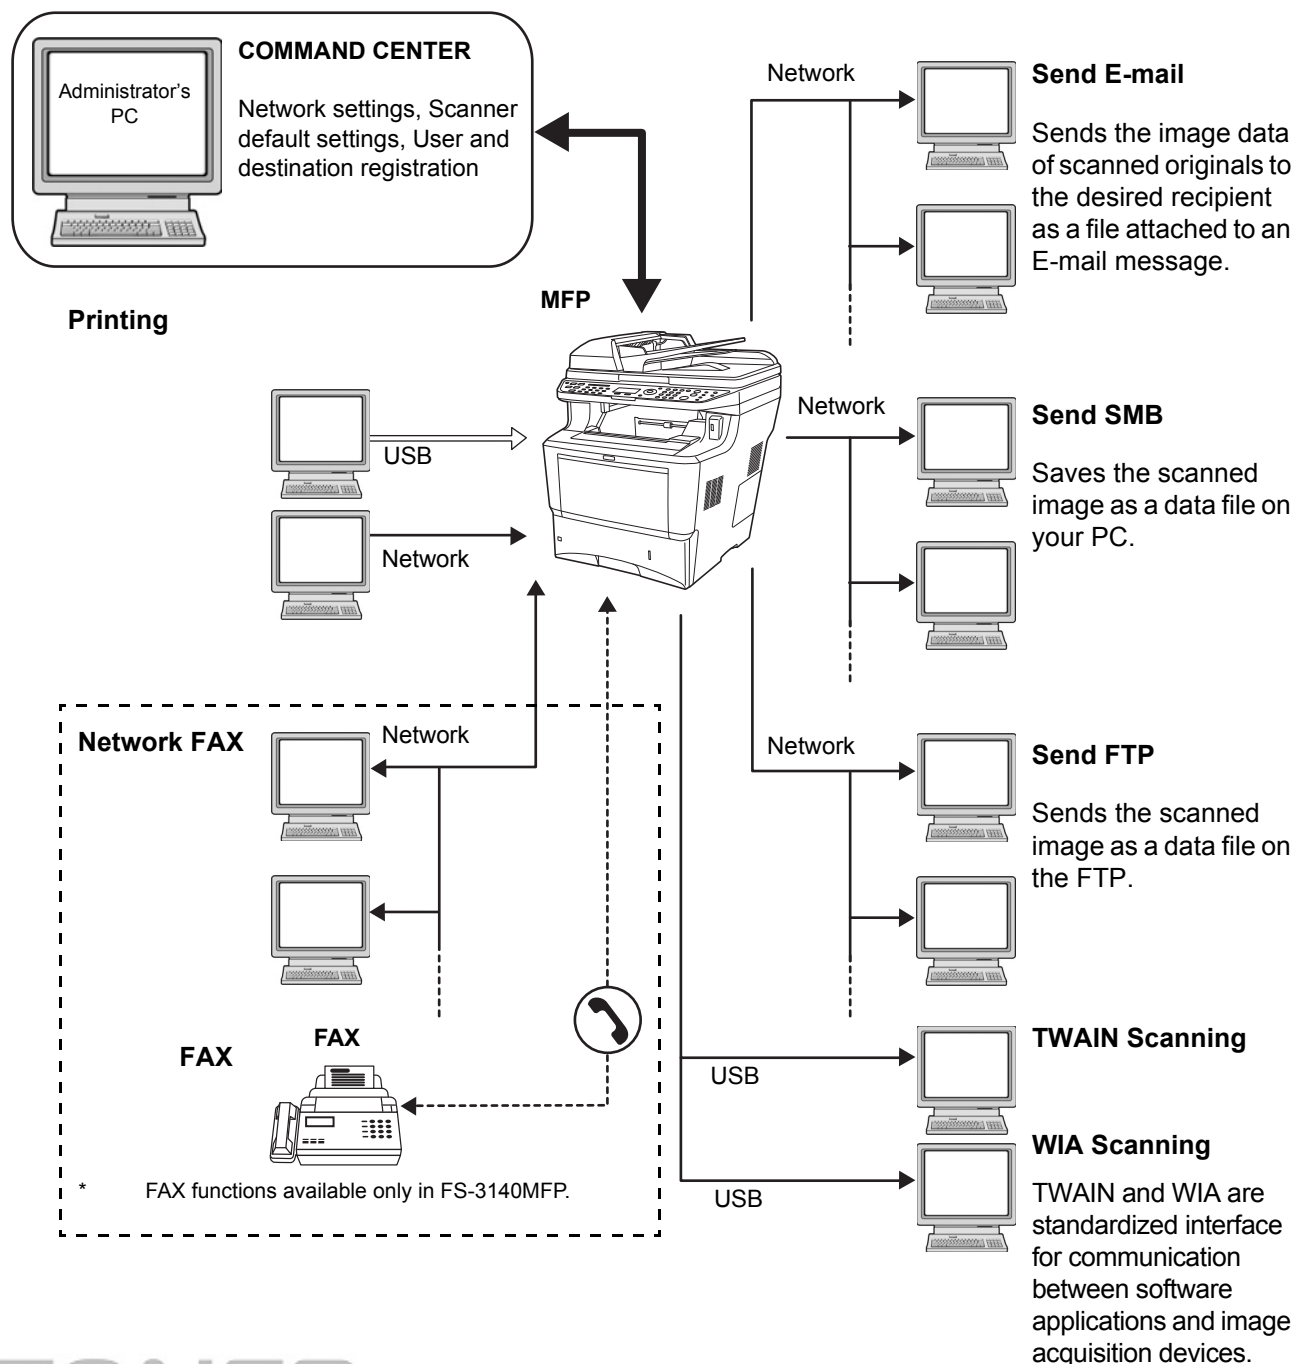 COMMAND CENTER
Administrator's
PC
Network settings, Scanner
default settings, User and
destination registration
Network
Send E-mail
Sends the image data
of scanned originals to
the desired recipient
as a file attached to an
E-mail message.
Printing
MFP
USB
Network
Network
Send SMB
Saves the scanned
image as a data file on
your PC.
Network FAX
Network
Network
Send FTP
Sends the scanned
image as a data file on
the FTP.
FAX
FAX
* FAX functions available only in FS-3140MFP.
USB
TWAIN Scanning
USB
WIA Scanning
TWAIN and WIA are
standardized interface
for communication
between software
applications and image
acquisition devices.